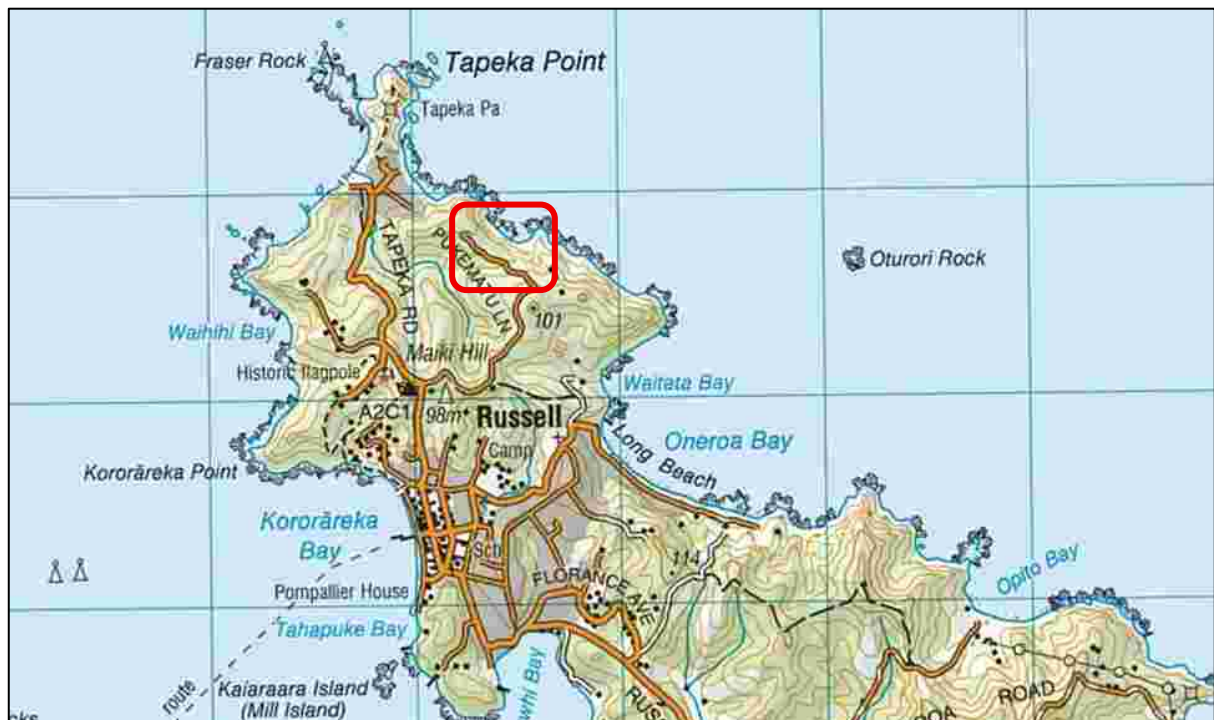 Fraser Rock
Tapeka Point
Tapeka Pa
TAPEKA RD
PUKEMATU LN
Oturori Rock
101
Waihihi Bay
Maiki Hill
Historic flagpole
Waitata Bay
A2C1
98m
Russell
Camp
Long Beach
Oneroa Bay
Kororāreka Point
Kororāreka
Bay
Sch
114
FLORANCE AVE
Opito Bay
Pompallier House
Tahapuke Bay
Kaiaraara Island
(Mill Island)
route
ROAD